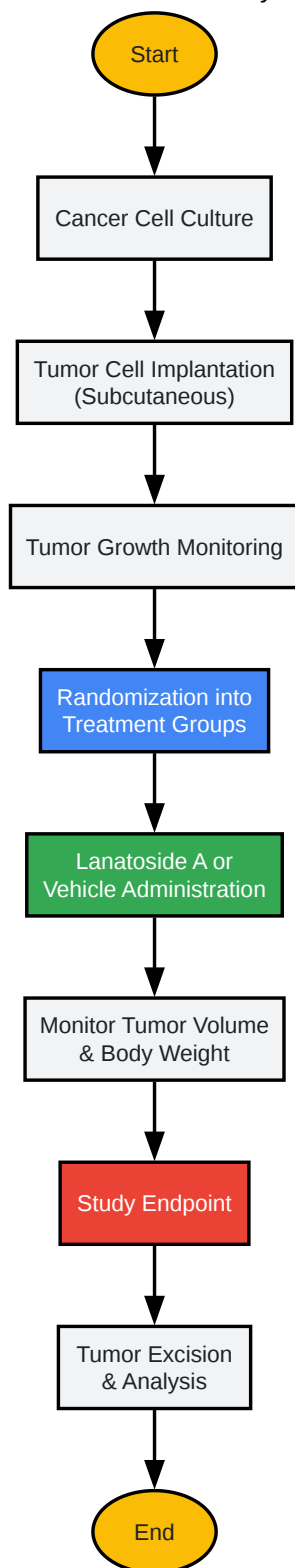 Start
Cancer Cell Culture
Tumor Cell Implantation
(Subcutaneous)
Tumor Growth Monitoring
Randomization into
Treatment Groups
Lanatoside A or
Vehicle Administration
Monitor Tumor Volume
& Body Weight
Study Endpoint
Tumor Excision
& Analysis
End